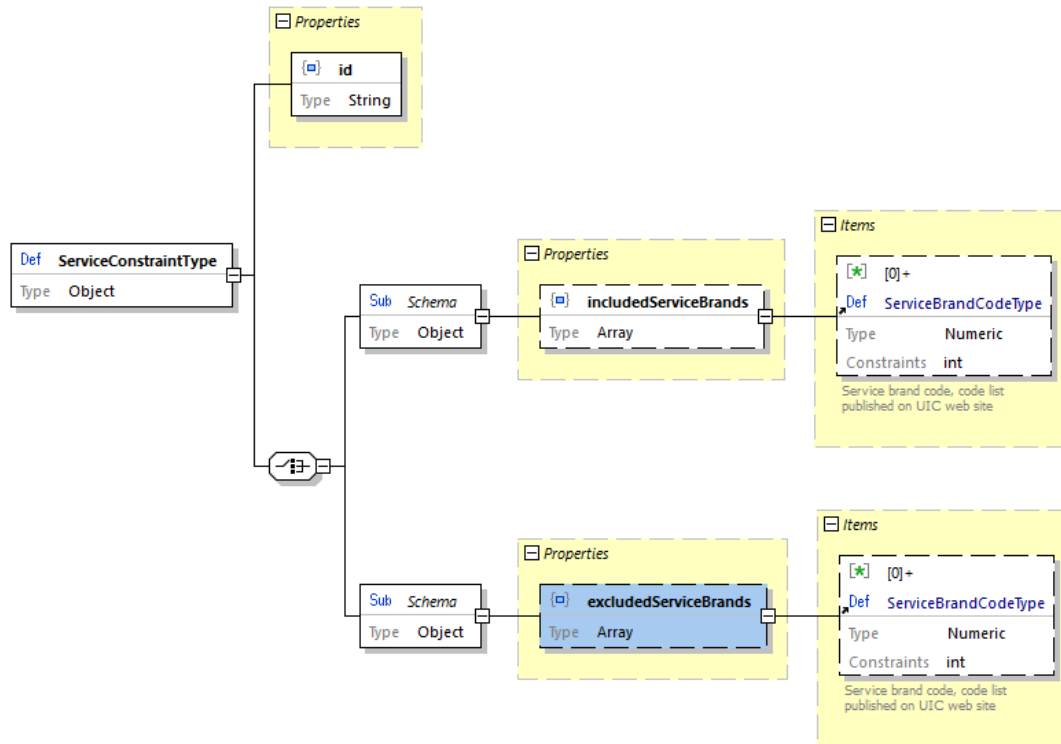 Properties
id
Type String
Def ServiceConstraintType
Type Object
Sub Schema
Type Object
Properties
includedServiceBrands
Type Array
Items
[*] [0]+
Def ServiceBrandCodeType
Type Numeric
Constraints int
Service brand code, code list
published on UIC web site
Sub Schema
Type Object
Properties
excludedServiceBrands
Type Array
Items
[*] [0]+
Def ServiceBrandCodeType
Type Numeric
Constraints int
Service brand code, code list
published on UIC web site